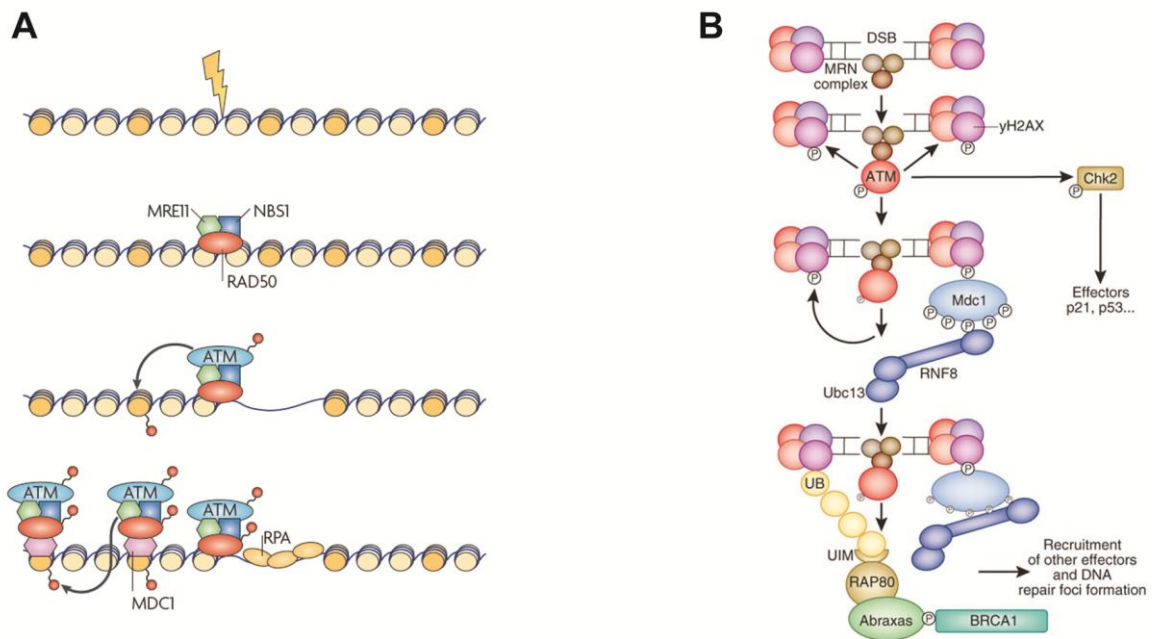 A
MRE11
NBS1
RAD50
ATM
ATM
ATM
ATM
RPA
MDC1
B
DSB
MRN
complex
P
P
γH2AX
ATM
P
Chk2
P
P
P
P
Mdc1
P
P
P
P
P
Effectors
p21, p53...
RNF8
Ubc13
UB
P
P
P
P
P
P
P
UIM
RAP80
Recruitment
of other effectors
and DNA
repair foci formation
Abraxas
P
BRCA1